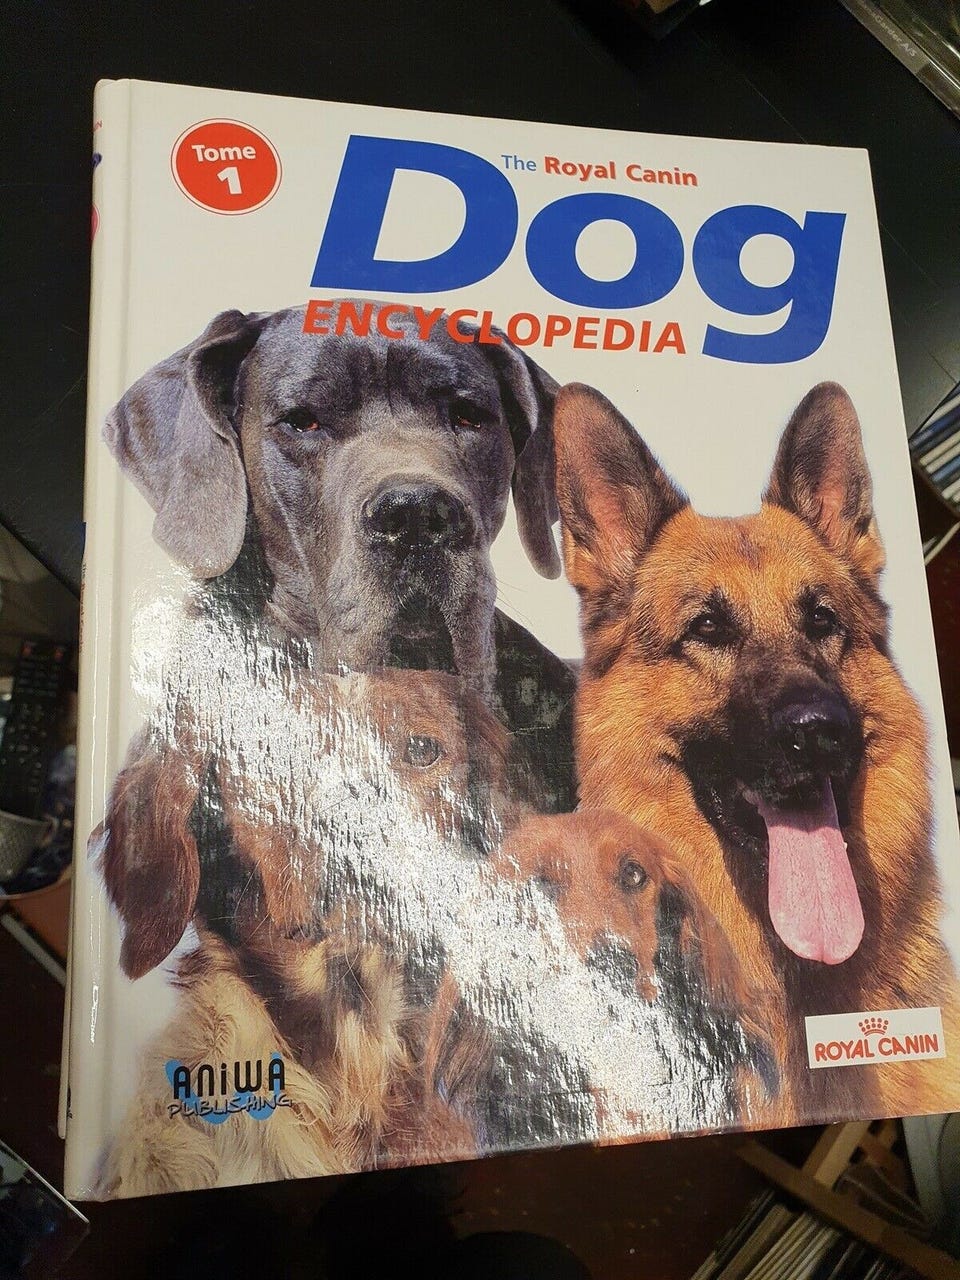 Tome
1
The Royal Canin
Dog
ENCYCLOPEDIA
ANiWA
PUBLISHING
ROYAL CANIN